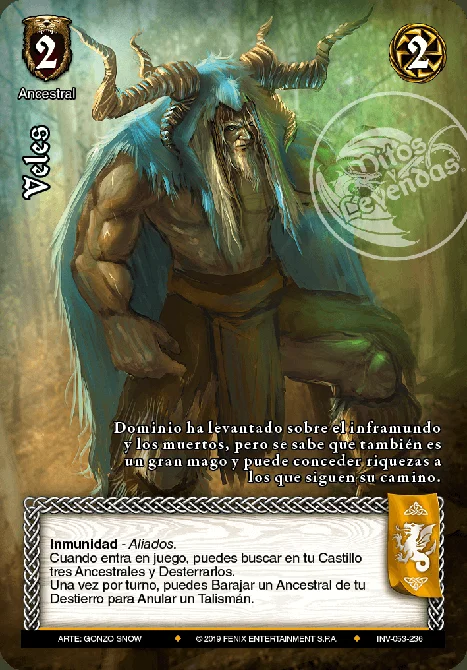 2
2
Ancestral
Veles
Mitos
y
Leyendas
Dominio ha levantado sobre el inframundo
y los muertos, pero se sabe que también es
un gran mago y puede conceder riquezas a
los que siguen su camino.
Inmunidad - Aliados.
Cuando entra en juego, puedes buscar en tu Castillo
tres Ancestrales y Desterrarlos.
Una vez por turno, puedes Barajar un Ancestral de tu
Destierro para Anular un Talismán.
ARTE: GONZO SNOW ♦ © 2019 FENIX ENTERTAINMENT S.P.A. ♦ INV-053-236